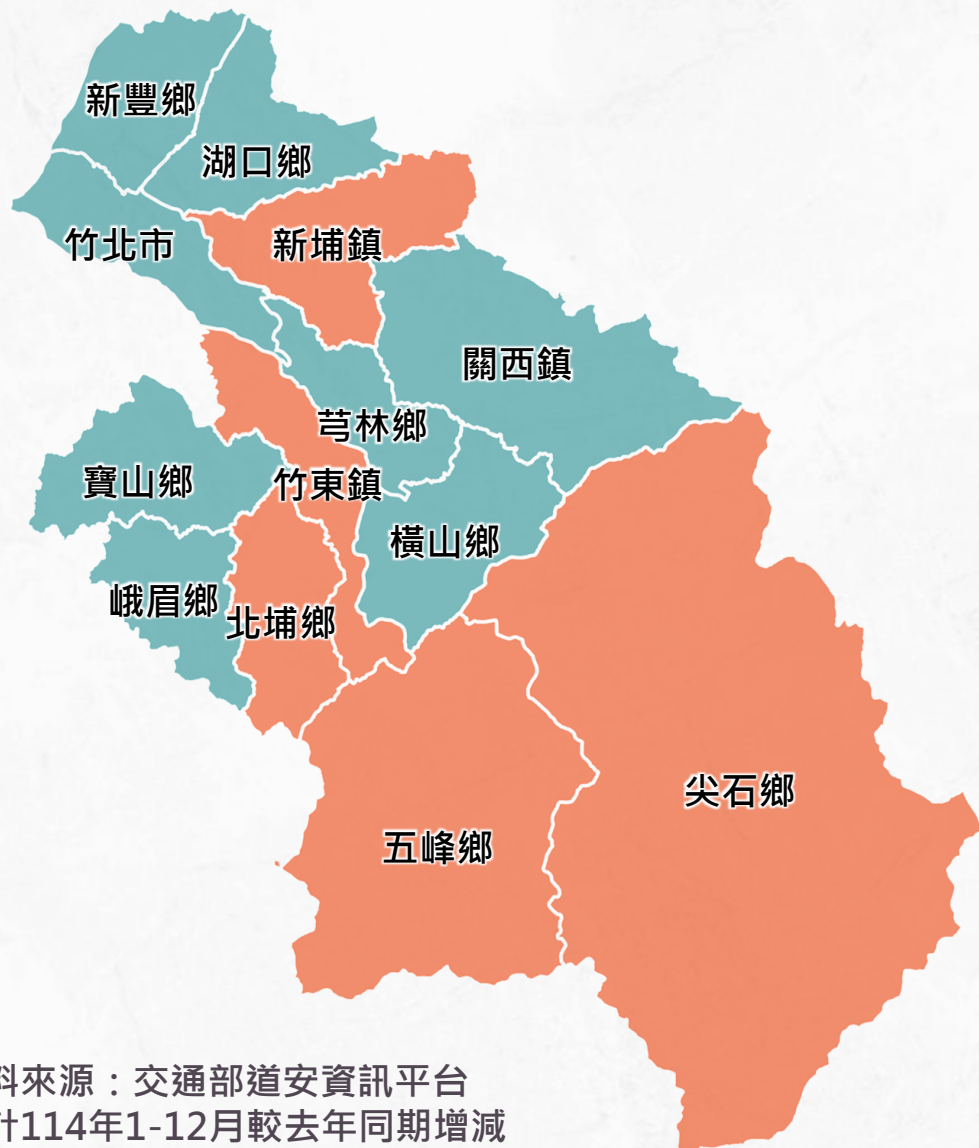 新豐鄉
湖口鄉
竹北市
新埔鎮
關西鎮
芎林鄉
寶山鄉
竹東鎮
橫山鄉
峨眉鄉
北埔鄉
尖石鄉
五峰鄉
料來源：交通部道安資訊平台
計114年1-12月較去年同期增減